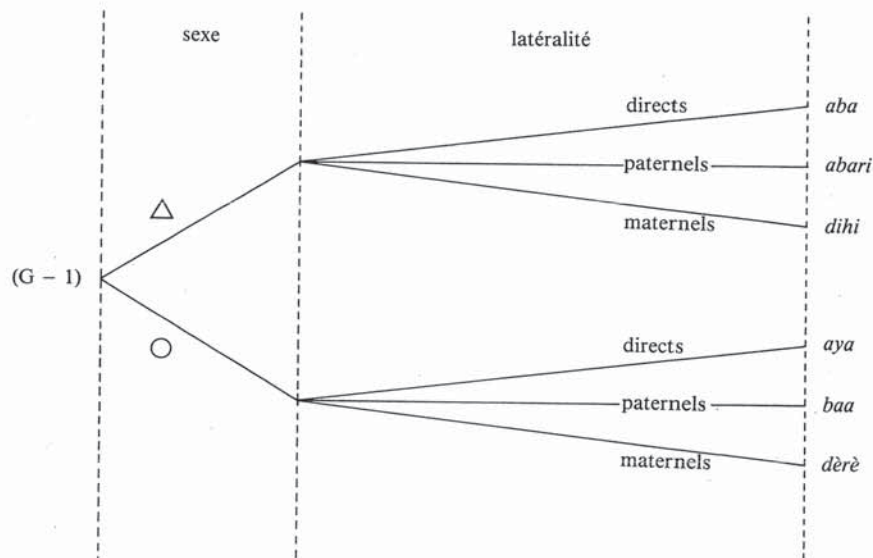 sexe
latéralité
directs
aba
paternels
abari
maternels
dihi
(G – 1)
directs
aya
paternels
baa
maternels
dèrè